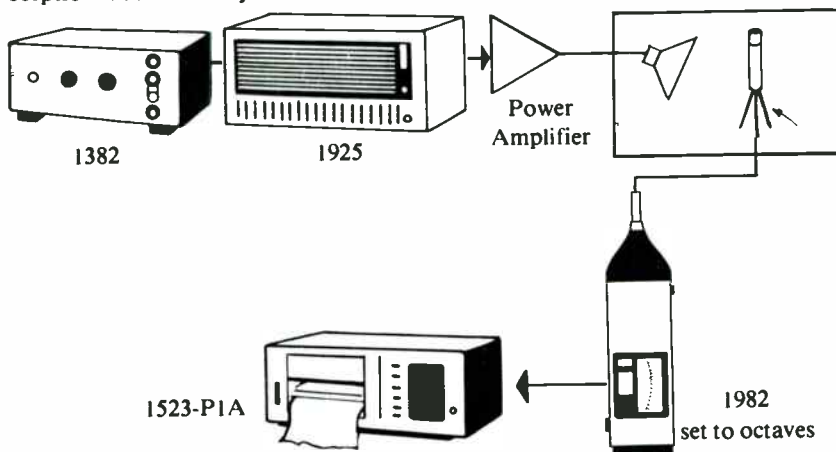 1382
1925
Power
Amplifier
1523-P1A
1982
set to octaves